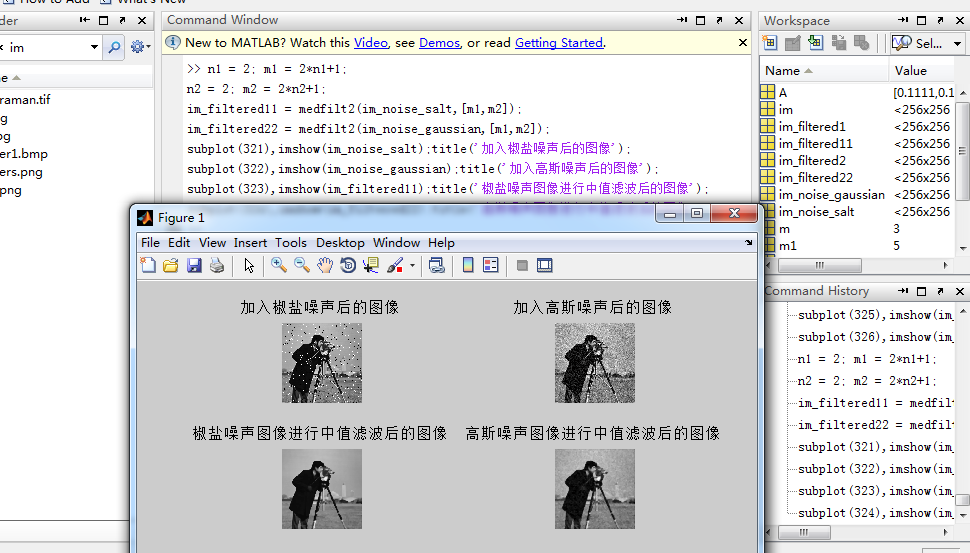 How to Add
What's New
der
Command Window
Workspace
im
New to MATLAB? Watch this Video, see Demos, or read Getting Started.
Sel...
Name
Value
raman.tif
og
er1.bmp
ers.png
png
>> n1 = 2; m1 = 2*n1+1;
n2 = 2; m2 = 2*n2+1;
im_filtered11 = medfilt2(im_noise_salt,[m1,m2]);
im_filtered22 = medfilt2(im_noise_gaussian,[m1,m2]);
subplot(321),imshow(im_noise_salt);title('加入椒盐噪声后的图像');
subplot(322),imshow(im_noise_gaussian);title('加入高斯噪声后的图像');
subplot(323),imshow(im_filtered11);title('椒盐噪声图像进行中值滤波后的图像');
A [0.1111,0.1
im <256x256
im_filtered1 <256x256
im_filtered11 <256x256
im_filtered2 <256x256
im_filtered22 <256x256
im_noise_gaussian <256x256
im_noise_salt <256x256
m 3
m1 5
Figure 1
File Edit View Insert Tools Desktop Window Help
加入椒盐噪声后的图像
加入高斯噪声后的图像
椒盐噪声图像进行中值滤波后的图像
高斯噪声图像进行中值滤波后的图像
Command History
subplot(325),imshow(im_
subplot(326),imshow(im_
n1 = 2; m1 = 2*n1+1;
n2 = 2; m2 = 2*n2+1;
im_filtered11 = medfilt
im_filtered22 = medfilt
subplot(321),imshow(im_
subplot(322),imshow(im_
subplot(323),imshow(im_
subplot(324),imshow(im_